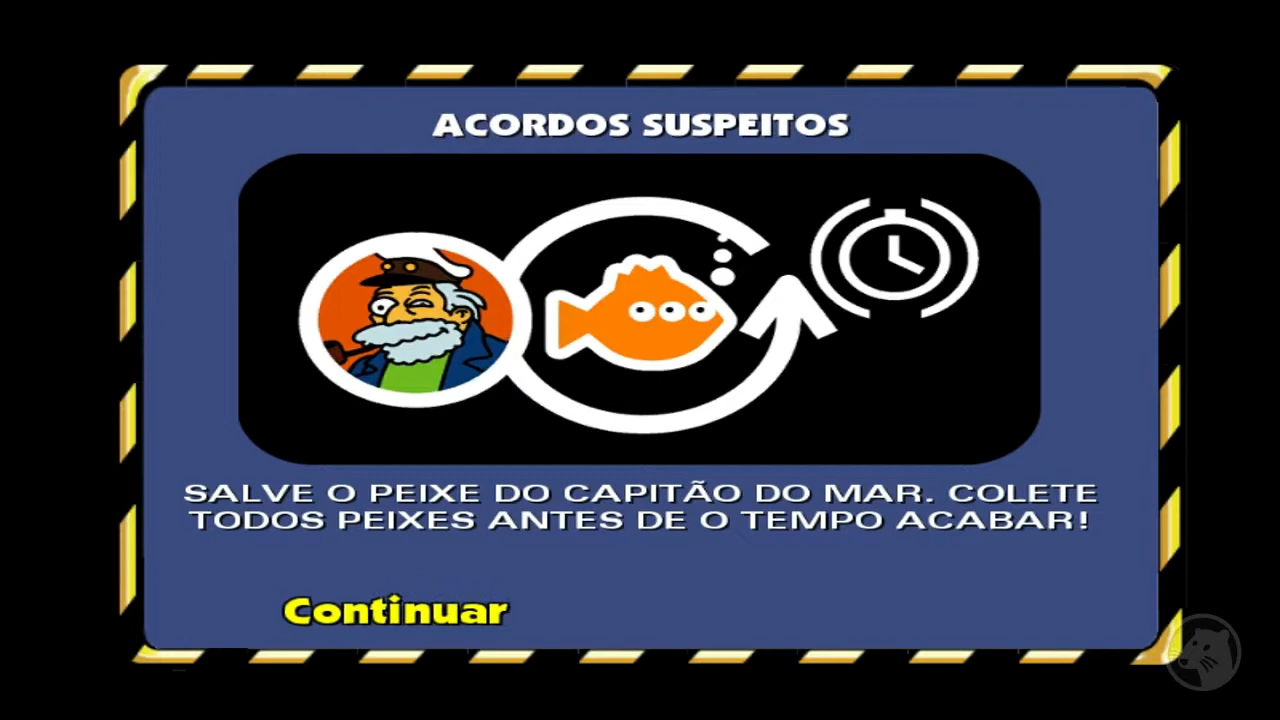 ACORDOS SUSPEITOS
SALVE O PEIXE DO CAPITÃO DO MAR. COLETE
TODOS PEIXES ANTES DE O TEMPO ACABAR!
Continuar